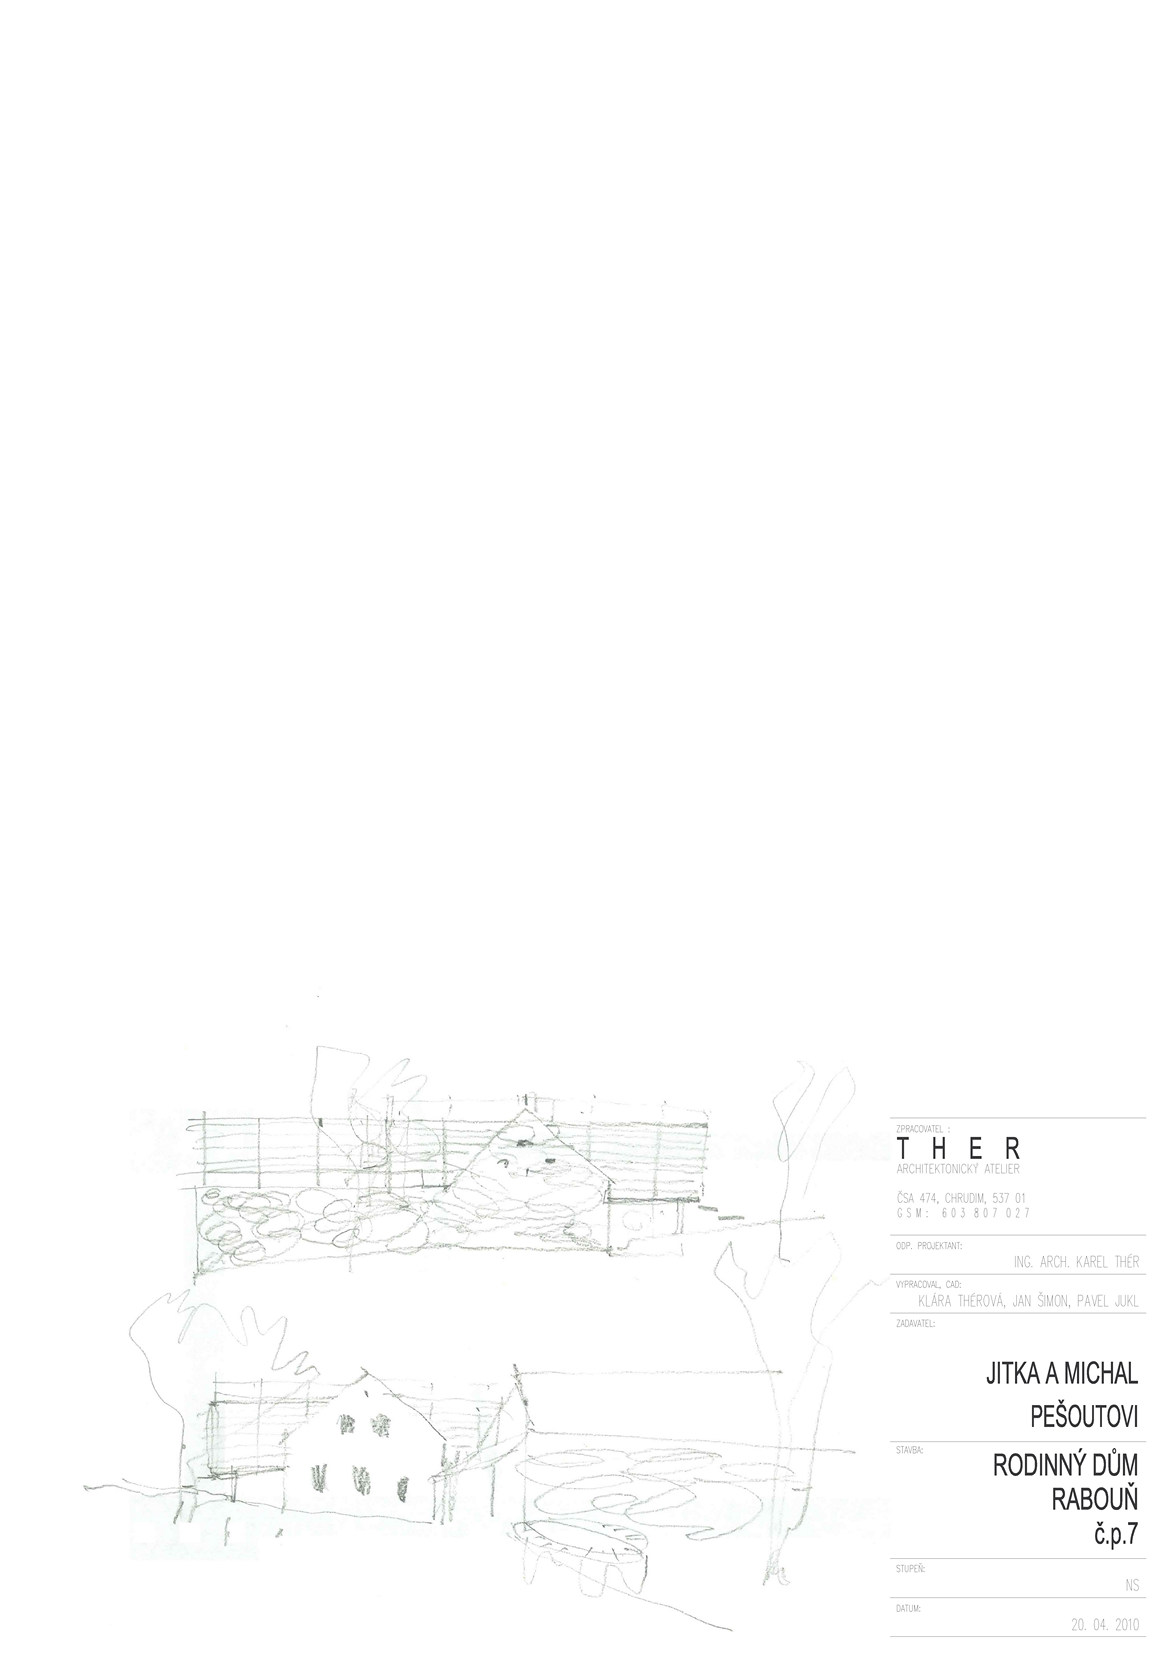 ZPRACOVATEL :
THER
ARCHITEKTONICKÝ ATELIER
ČSA 474, CHRUDIM, 537 01
GSM: 603 807 027
ODP. PROJEKTANT:
ING. ARCH. KAREL THÉR
VYPRACOVAL, CAD:
KLÁRA THÉROVÁ, JAN ŠIMON, PAVEL JUKL
ZADAVATEL:
JITKA A MICHAL
PEŠOUTOVI
STAVBA:
RODINNÝ DŮM
RABOUŇ
č.p.7
STUPEŇ:
NS
DATUM:
20. 04. 2010